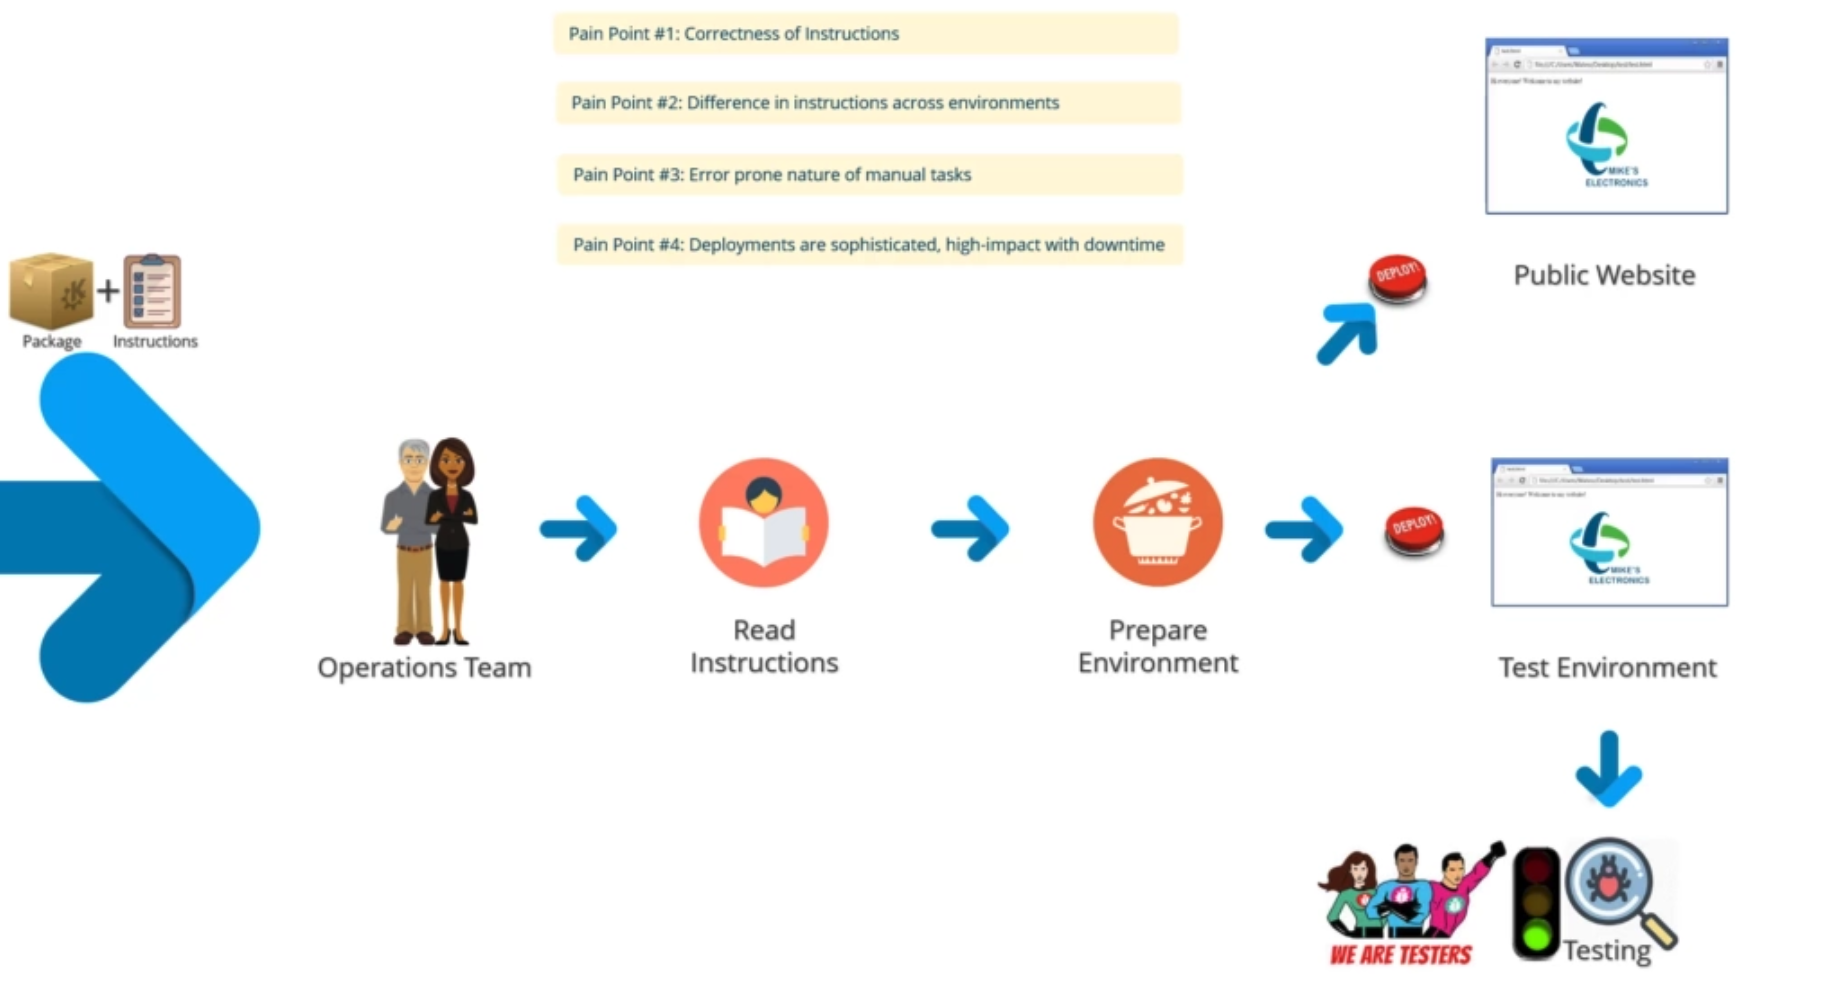 Pain Point #1: Correctness of Instructions
Pain Point #2: Difference in instructions across environments
Pain Point #3: Error prone nature of manual tasks
Pain Point #4: Deployments are sophisticated, high-impact with downtime
MIKE'S
ELECTRONICS
Public Website
DEPLOY!
Package
+
Instructions
Operations Team
Read
Instructions
Prepare
Environment
DEPLOY!
MIKE'S
ELECTRONICS
Test Environment
WE ARE TESTERS
Testing